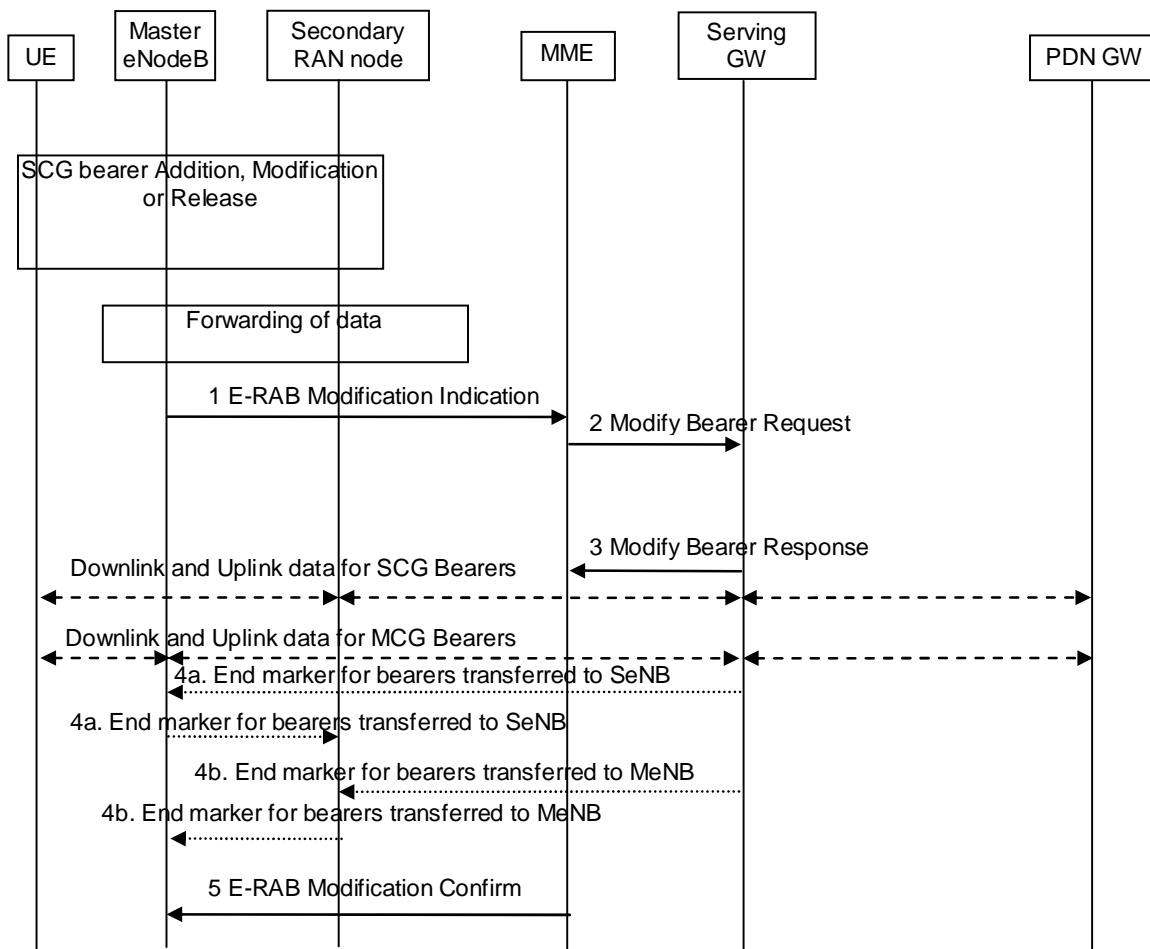 UE
Master
eNodeB
Secondary
RAN node
MME
Serving
GW
PDN GW
SCG bearer Addition, Modification
or Release
Forwarding of data
1 E-RAB Modification Indication
2 Modify Bearer Request
3 Modify Bearer Response
Downlink and Uplink data for SCG Bearers
Downlink and Uplink data for MCG Bearers
4a. End marker for bearers transferred to SeNB
4a. End marker for bearers transferred to SeNB
4b. End marker for bearers transferred to MeNB
4b. End marker for bearers transferred to MeNB
5 E-RAB Modification Confirm